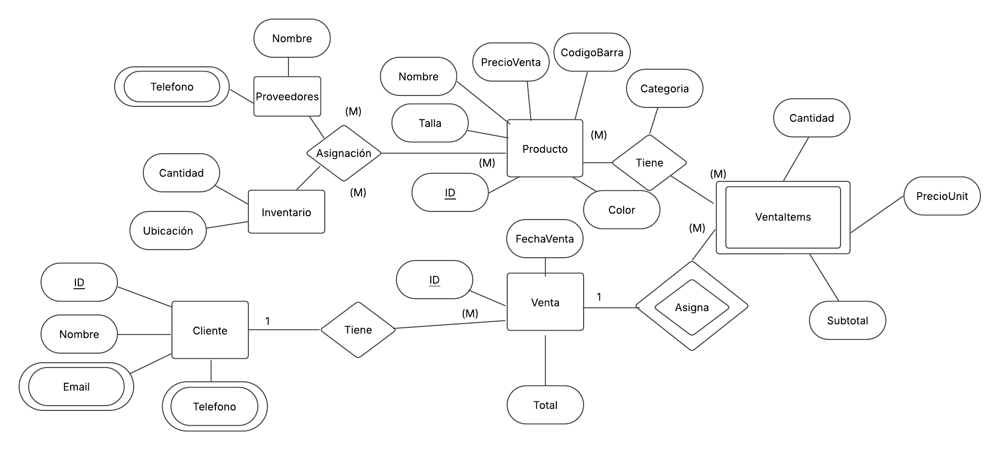 Nombre
Telefono
Proveedores
(M)
Asignación
(M)
(M)
Cantidad
Inventario
Ubicación
Nombre
PrecioVenta
CodigoBarra
Talla
Producto
ID
Color
(M)
Categoria
Tiene
(M)
Cantidad
VentaItems
PrecioUnit
Subtotal
(M)
FechaVenta
ID
Venta
1
Asigna
Total
(M)
Tiene
1
ID
Nombre
Cliente
Email
Telefono